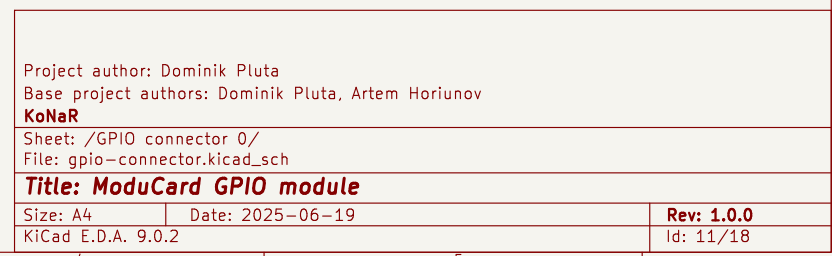 Project author: Dominik Pluta
Base project authors: Dominik Pluta, Artem Horiunov
KoNaR
Sheet: /GPIO connector 0/
File: gpio-connector.kicad_sch
Title: ModuCard GPIO module
Size: A4 Date: 2025-06-19 Rev: 1.0.0
KiCad E.D.A. 9.0.2 Id: 11/18